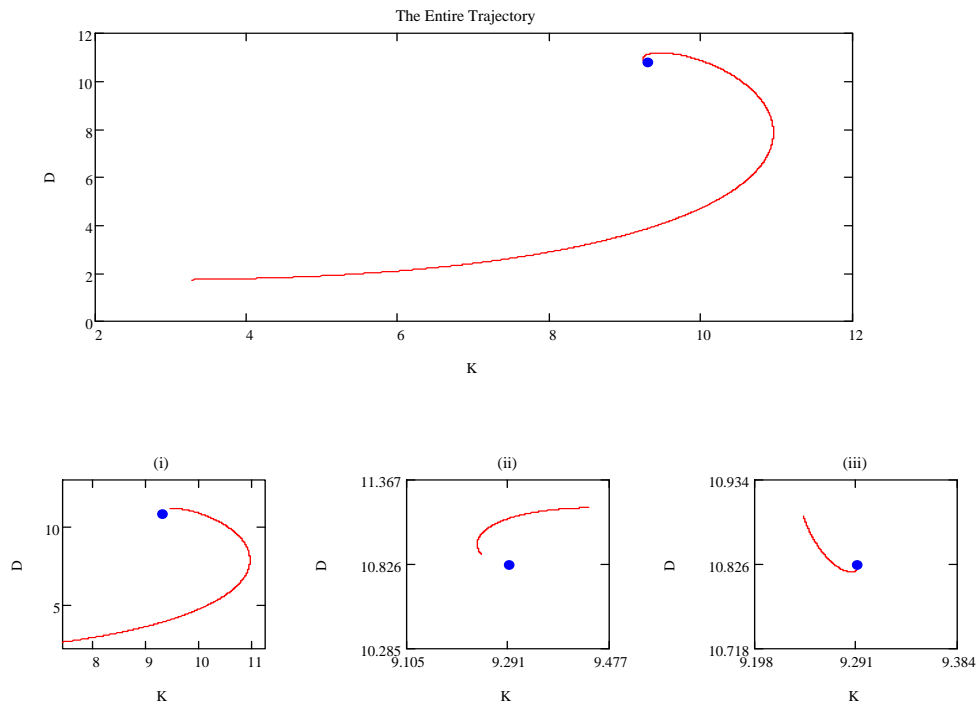 The Entire Trajectory
12
10
8
6
4
2
0
D
2 4 6 8 10 12
K
(i)
10
5
D
8 9 10 11
K
(ii)
11.367
10.826
10.285
D
9.105 9.291 9.477
K
(iii)
10.934
10.826
10.718
D
9.198 9.291 9.384
K